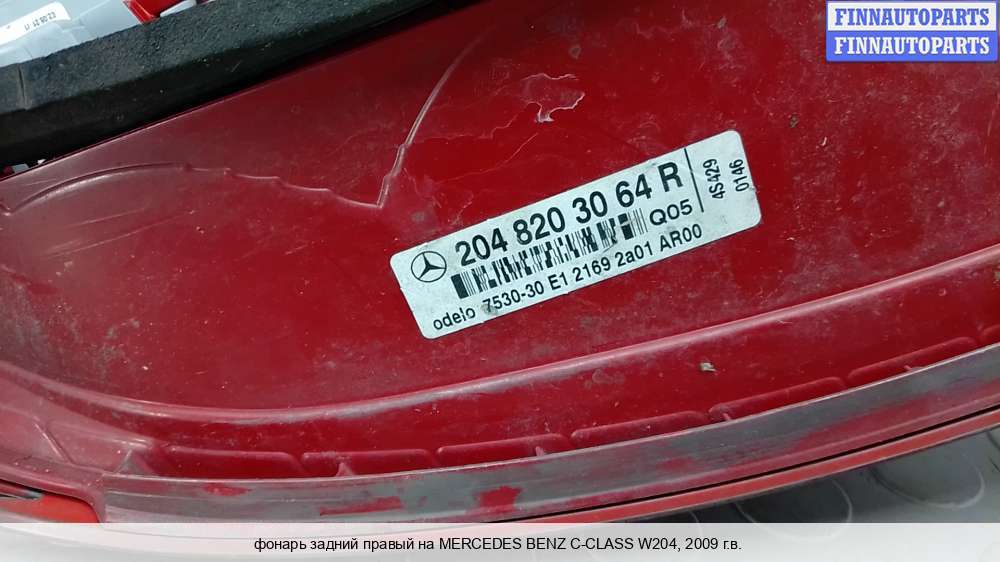 FINNAUTOPARTS
FINNAUTOPARTS
204 820 30 64 R
Q05
odelo 7530-30 E1 2169 2a01 AR00
4S429
0146
фонарь задний правый на MERCEDES BENZ C-CLASS W204, 2009 г.в.